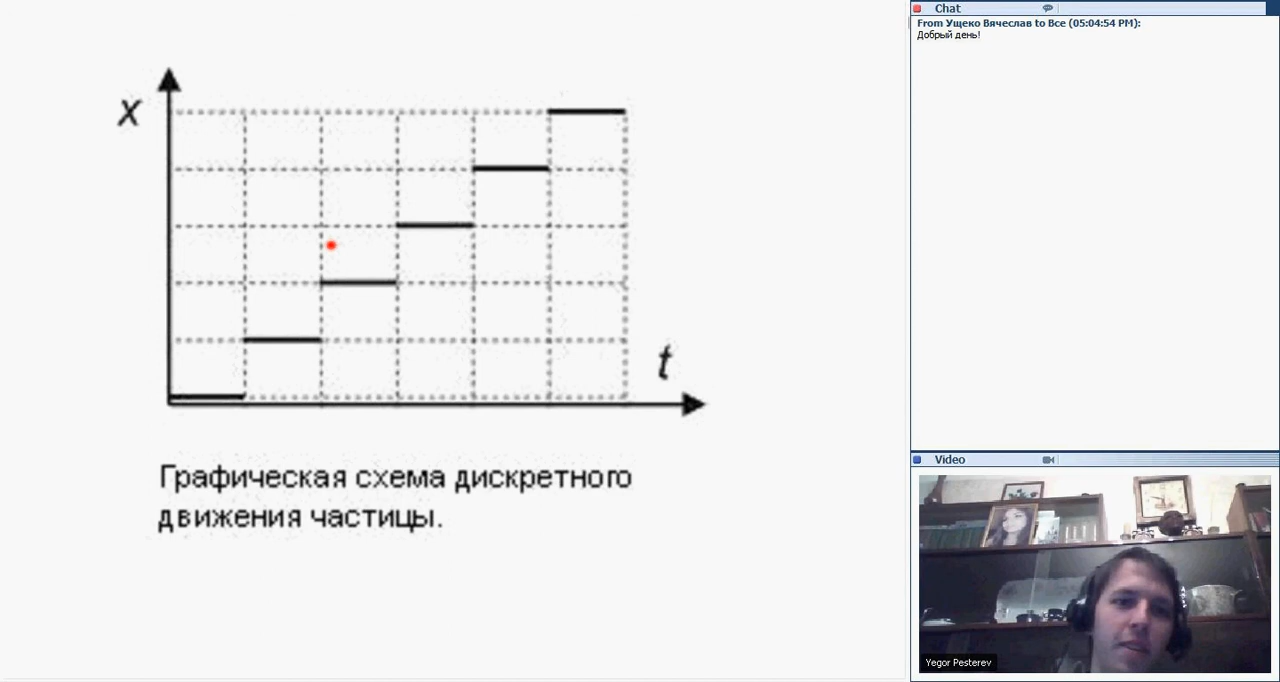 x
t
Графическая схема дискретного
движения частицы.
Chat
From Ущеко Вячеслав to Все (05:04:54 PM):
Добрый день!
Video
Yegor Pesterev